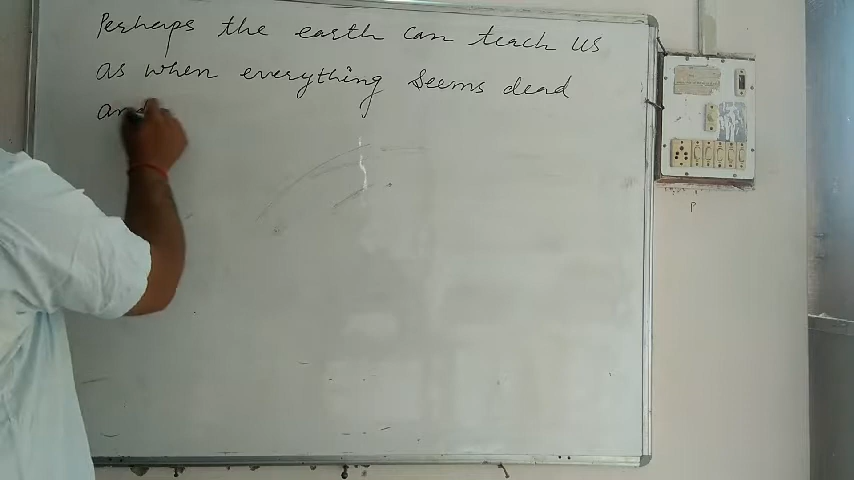 Perhaps the earth can teach us
as when everything seems dead
and
P